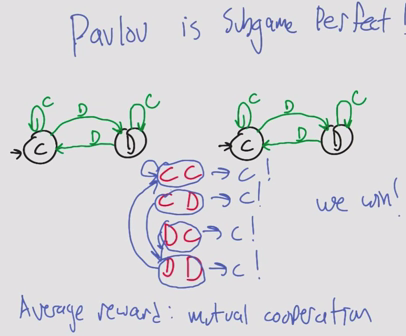 Pavlov is Subgame Perfect!
C D C C D C
C D D D C D D
CC → C!
CD → C!
we win!
DC → C!
DD → C!
Average reward: mutual cooperation